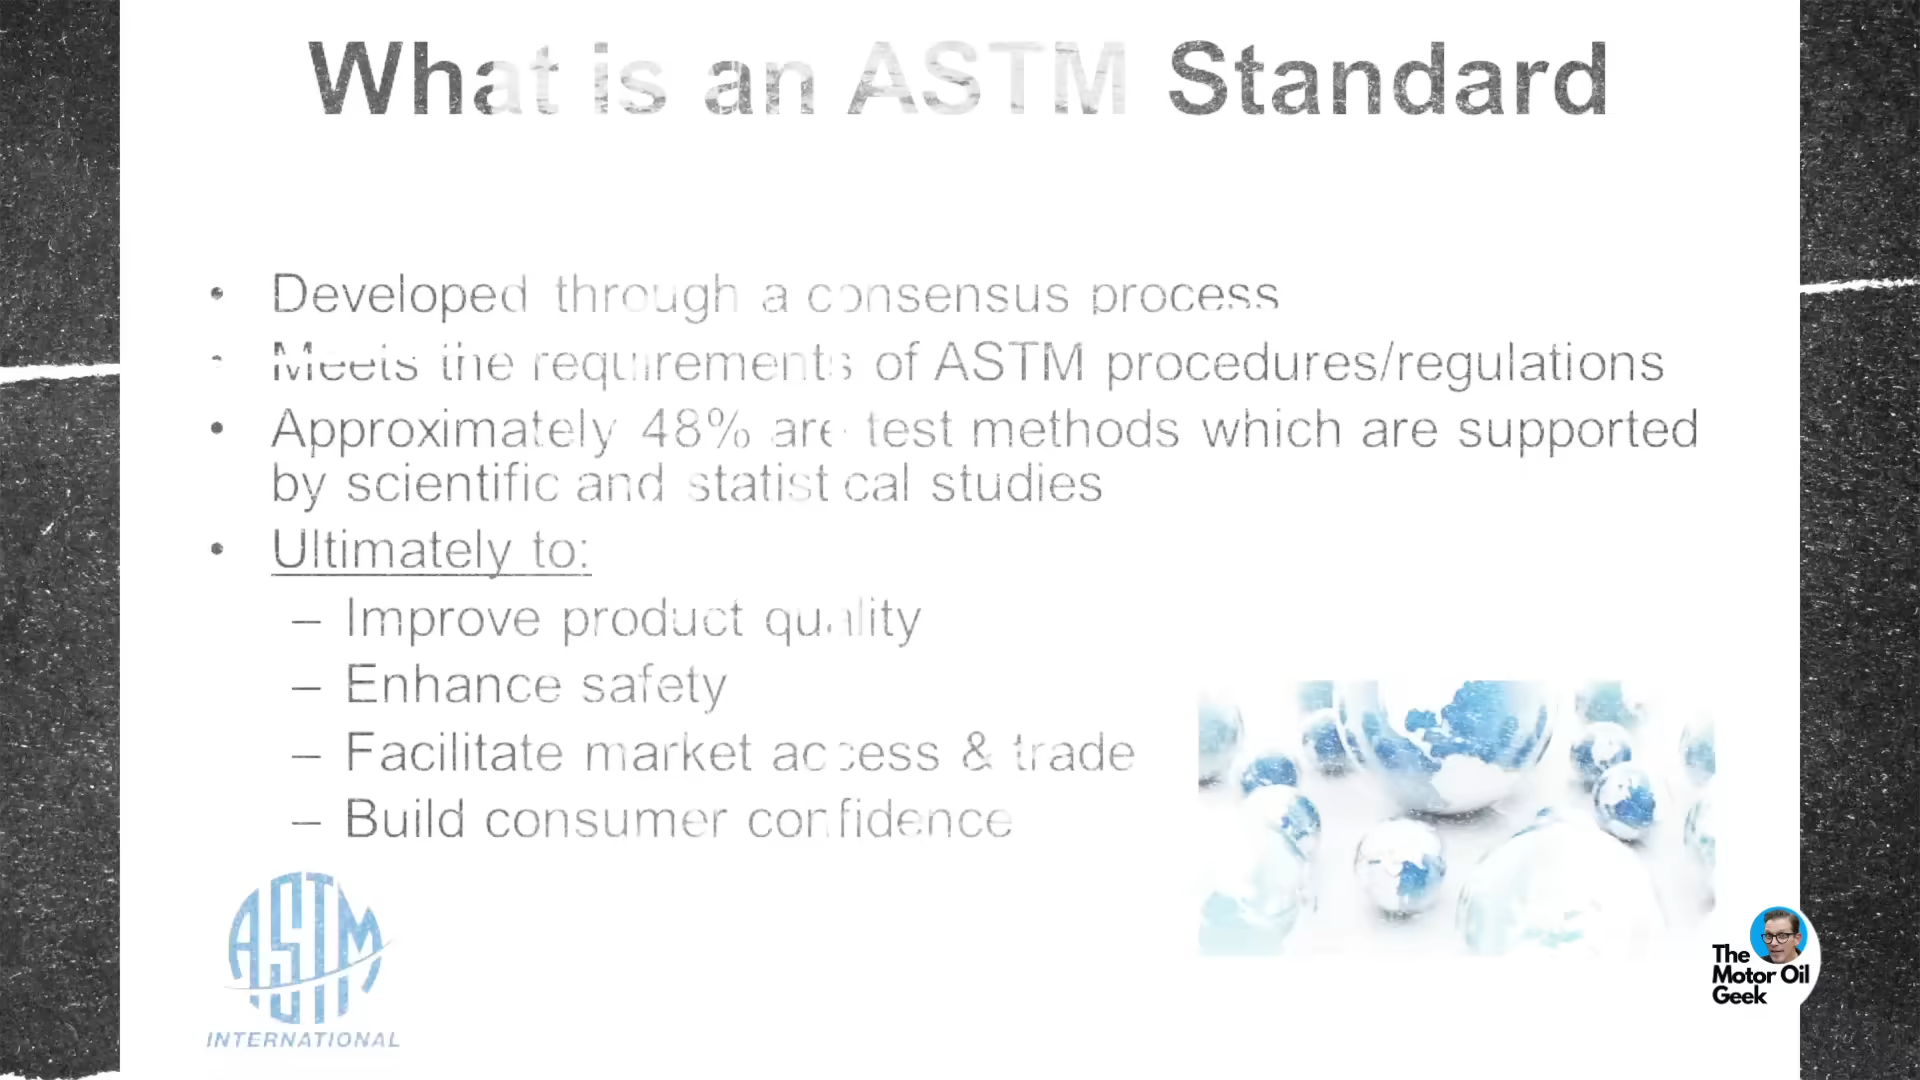 What is an ASTM Standard
• Developed through a consensus process
• Meets the requirements of ASTM procedures/regulations
• Approximately 48% are test methods which are supported
by scientific and statistical studies
• Ultimately to:
– Improve product quality
– Enhance safety
– Facilitate market access & trade
– Build consumer confidence
ASTM
INTERNATIONAL
The
Motor Oil
Geek